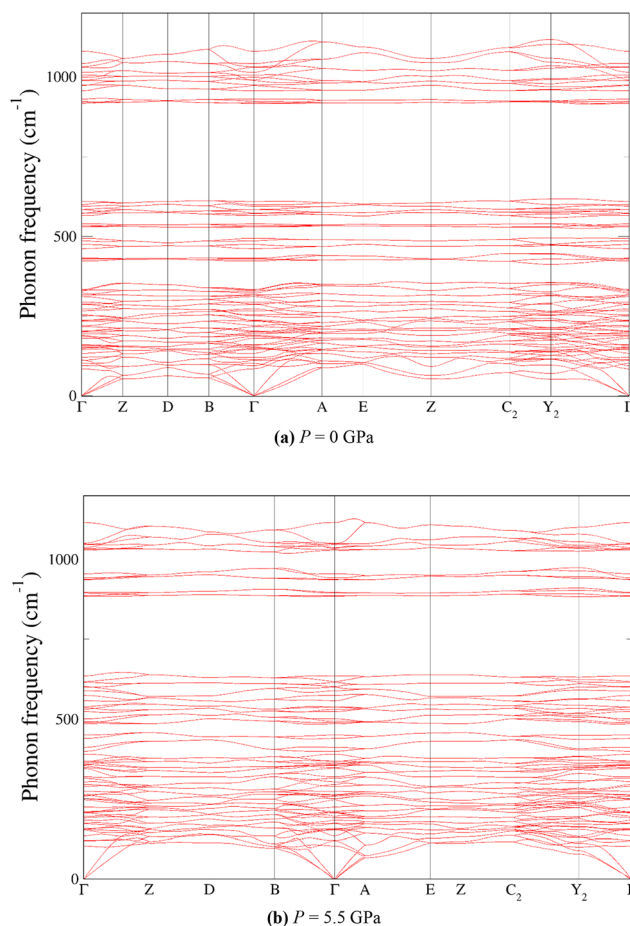 1000
500
0
Phonon frequency (cm⁻¹)
Γ Z D B Γ A E Z C₂ Y₂ Γ
(a) P = 0 GPa
1000
500
0
Phonon frequency (cm⁻¹)
Γ Z D B Γ A E Z C₂ Y₂ Γ
(b) P = 5.5 GPa